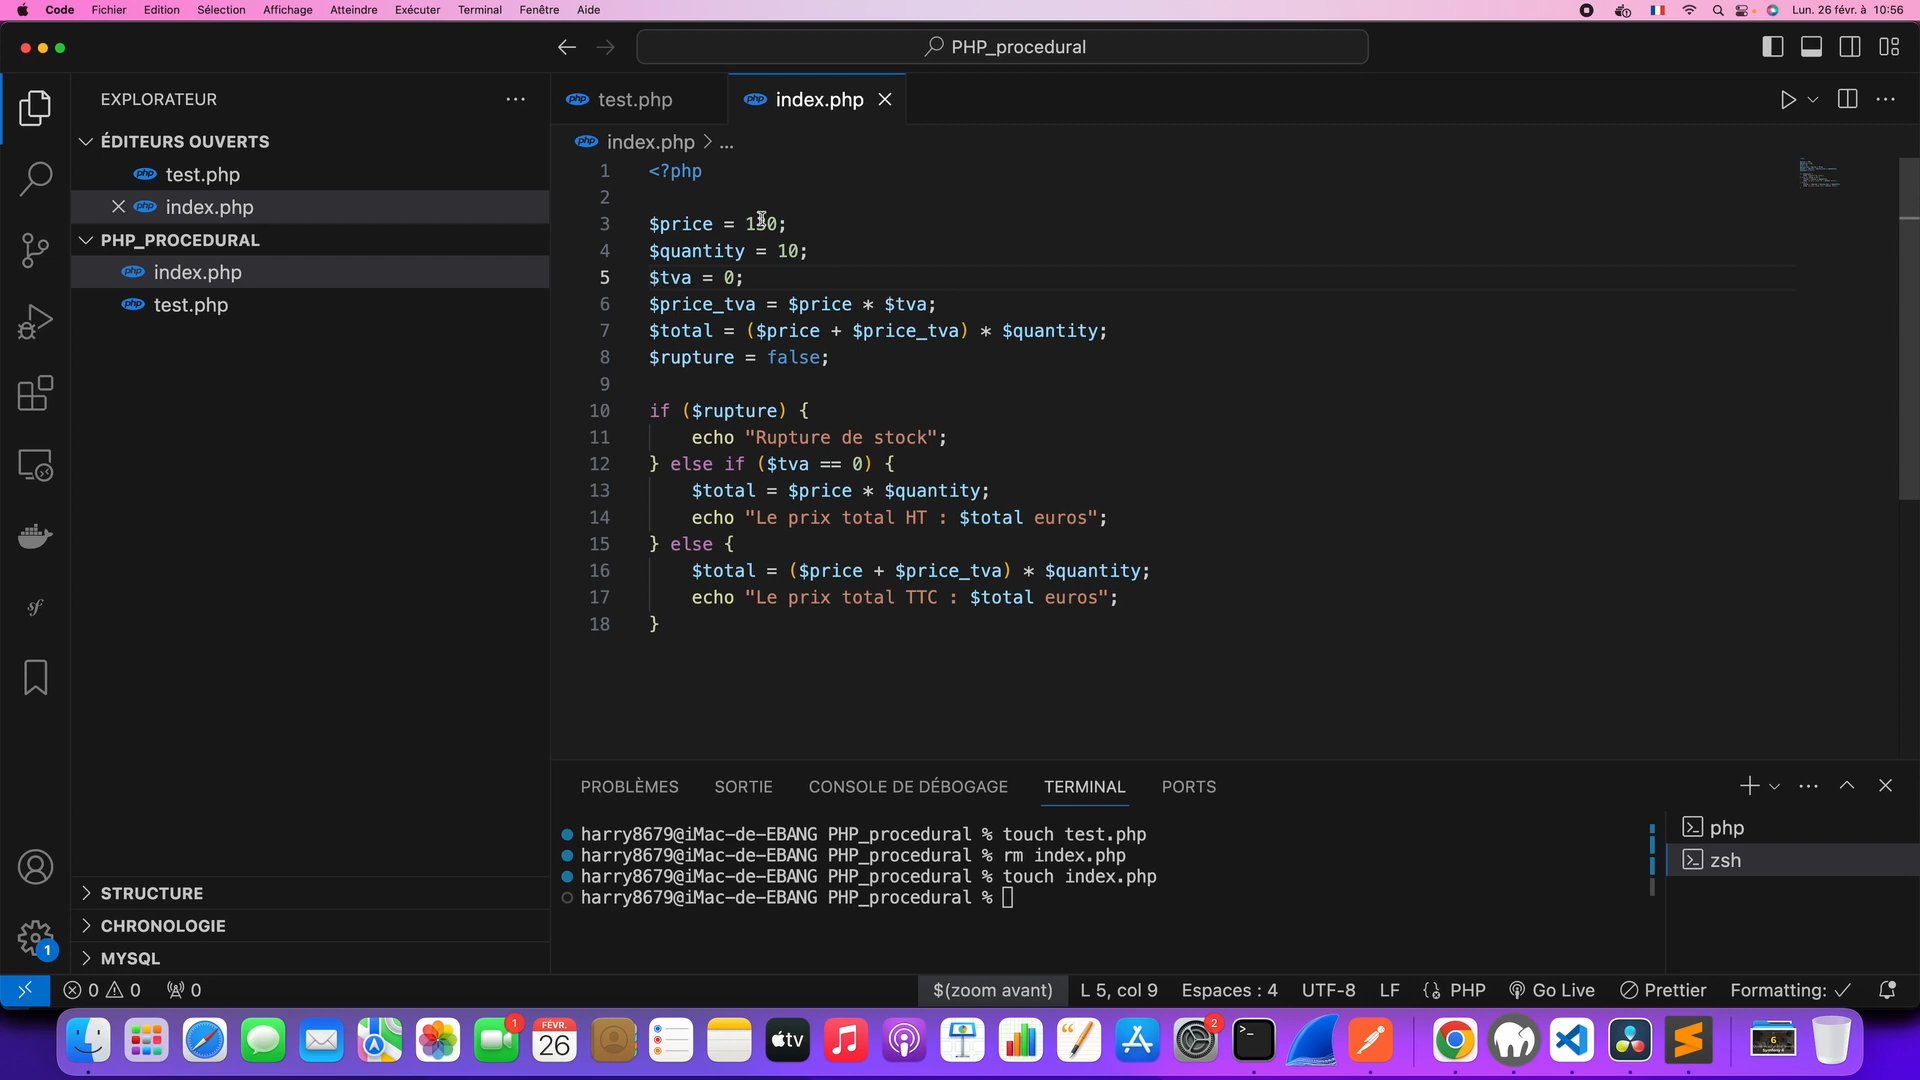 Code Fichier Edition Sélection Affichage Atteindre Exécuter Terminal Fenêtre Aide Lun. 26 févr. à 10:56
PHP_procedural
EXPLORATEUR
ÉDITEURS OUVERTS
test.php
index.php
PHP_PROCEDURAL
index.php
test.php
STRUCTURE
CHRONOLOGIE
MYSQL
php test.php
php index.php
php index.php > ...
1 <?php
2
3 $price = 130;
4 $quantity = 10;
5 $tva = 0;
6 $price_tva = $price * $tva;
7 $total = ($price + $price_tva) * $quantity;
8 $rupture = false;
9
10 if ($rupture) {
11 echo "Rupture de stock";
12 } else if ($tva == 0) {
13 $total = $price * $quantity;
14 echo "Le prix total HT : $total euros";
15 } else {
16 $total = ($price + $price_tva) * $quantity;
17 echo "Le prix total TTC : $total euros";
18 }
PROBLÈMES SORTIE CONSOLE DE DÉBOGAGE TERMINAL PORTS
harry8679@iMac-de-EBANG PHP_procedural % touch test.php
harry8679@iMac-de-EBANG PHP_procedural % rm index.php
harry8679@iMac-de-EBANG PHP_procedural % touch index.php
harry8679@iMac-de-EBANG PHP_procedural %
php
zsh
0 0 0 $(zoom avant) L 5, col 9 Espaces : 4 UTF-8 LF PHP Go Live Prettier Formatting:
1
FÉVR.
26
tv
2
6